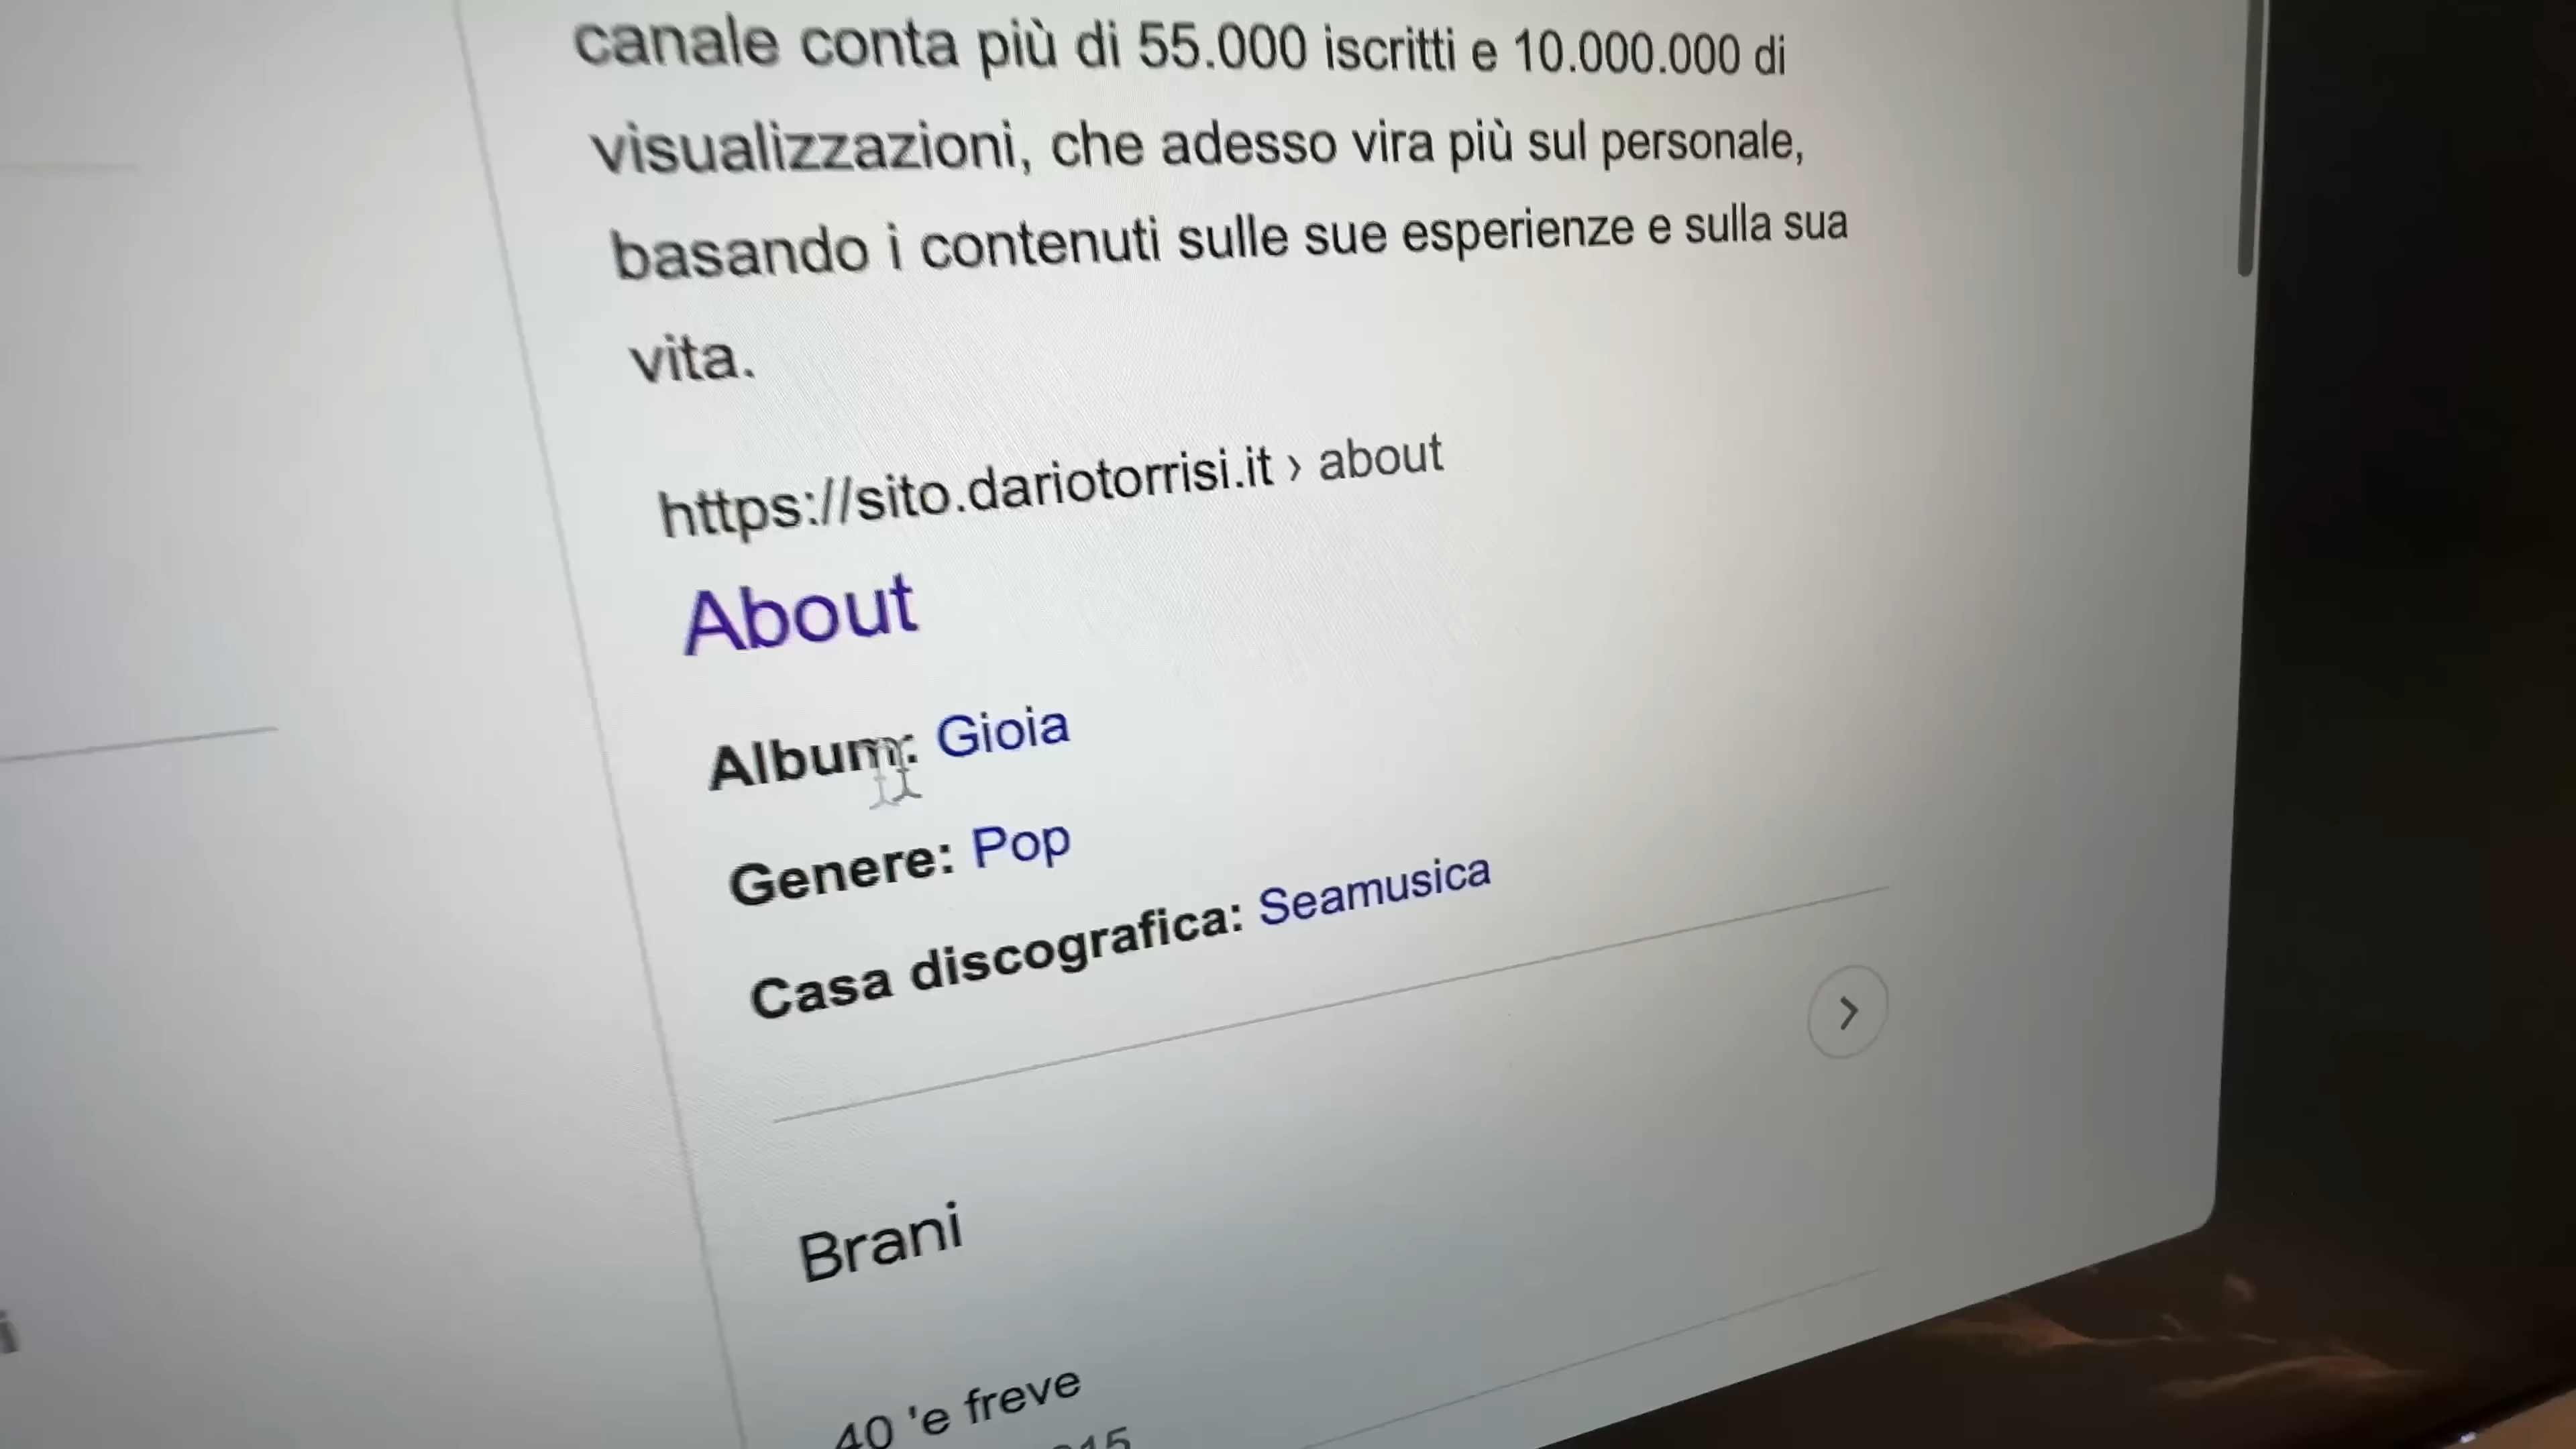 canale conta più di 55.000 iscritti e 10.000.000 di
visualizzazioni, che adesso vira più sul personale,
basando i contenuti sulle sue esperienze e sulla sua
vita.
https://sito.dariotorrisi.it › about
About
Album: Gioia
Genere: Pop
Casa discografica: Seamusica
Brani
40 'e freve